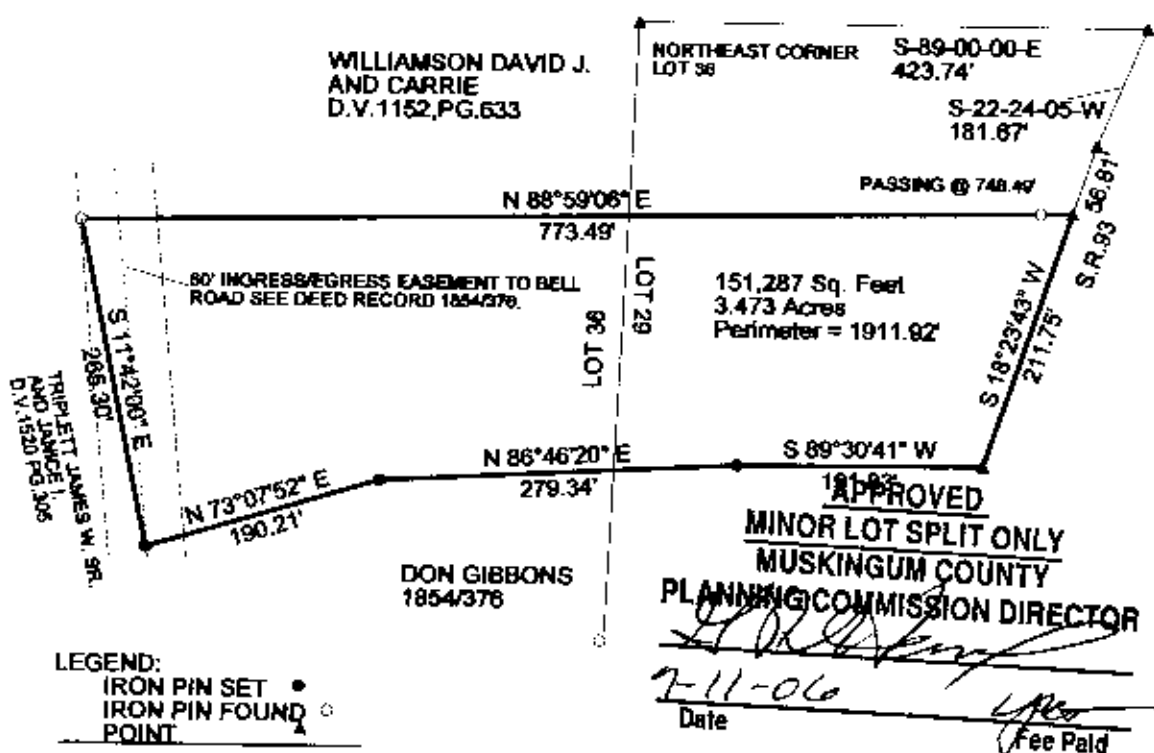 WILLIAMSON DAVID J.
AND CARRIE
D.V.1152,PG.633
NORTHEAST CORNER
LOT 36
S-89-00-00-E
423.74'
S-22-24-05-W
181.67'
PASSING @ 748.49'
56.81'
S.R.93
N 88°59'06" E
773.49'
60' INGRESS/EGRESS EASEMENT TO BELL
ROAD SEE DEED RECORD 1854/376.
LOT 29
LOT 36
151,287 Sq. Feet
3.473 Acres
Perimeter = 1911.92'
S 18°23'43" W
211.75'
S 11°42'00" E
265.30'
TRIPLETT JAMES W. SR.
AND JANICE I.
D.V.1520 PG.306
N 73°07'52" E
190.21'
N 86°46'20" E
279.34'
S 89°30'41" W
APPROVED
MINOR LOT SPLIT ONLY
MUSKINGUM COUNTY
PLANNING COMMISSION DIRECTOR
DON GIBBONS
1854/376
LEGEND:
IRON PIN SET
IRON PIN FOUND
POINT
-11-06
yes
Date
Fee Paid